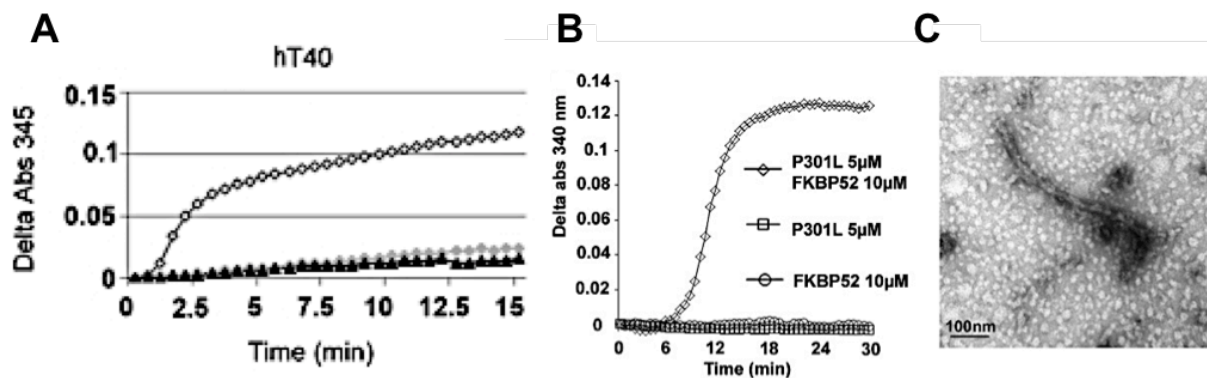 A
hT40
Delta Abs 345
0.15
0.1
0.05
0
2.5
5
7.5
10
12.5
15
Time (min)
B
Delta abs 340 nm
0.14
0.12
0.10
0.08
0.06
0.04
0.02
0
P301L 5µM
FKBP52 10µM
P301L 5µM
FKBP52 10µM
0
6
12
18
24
30
Time (min)
C
100nm